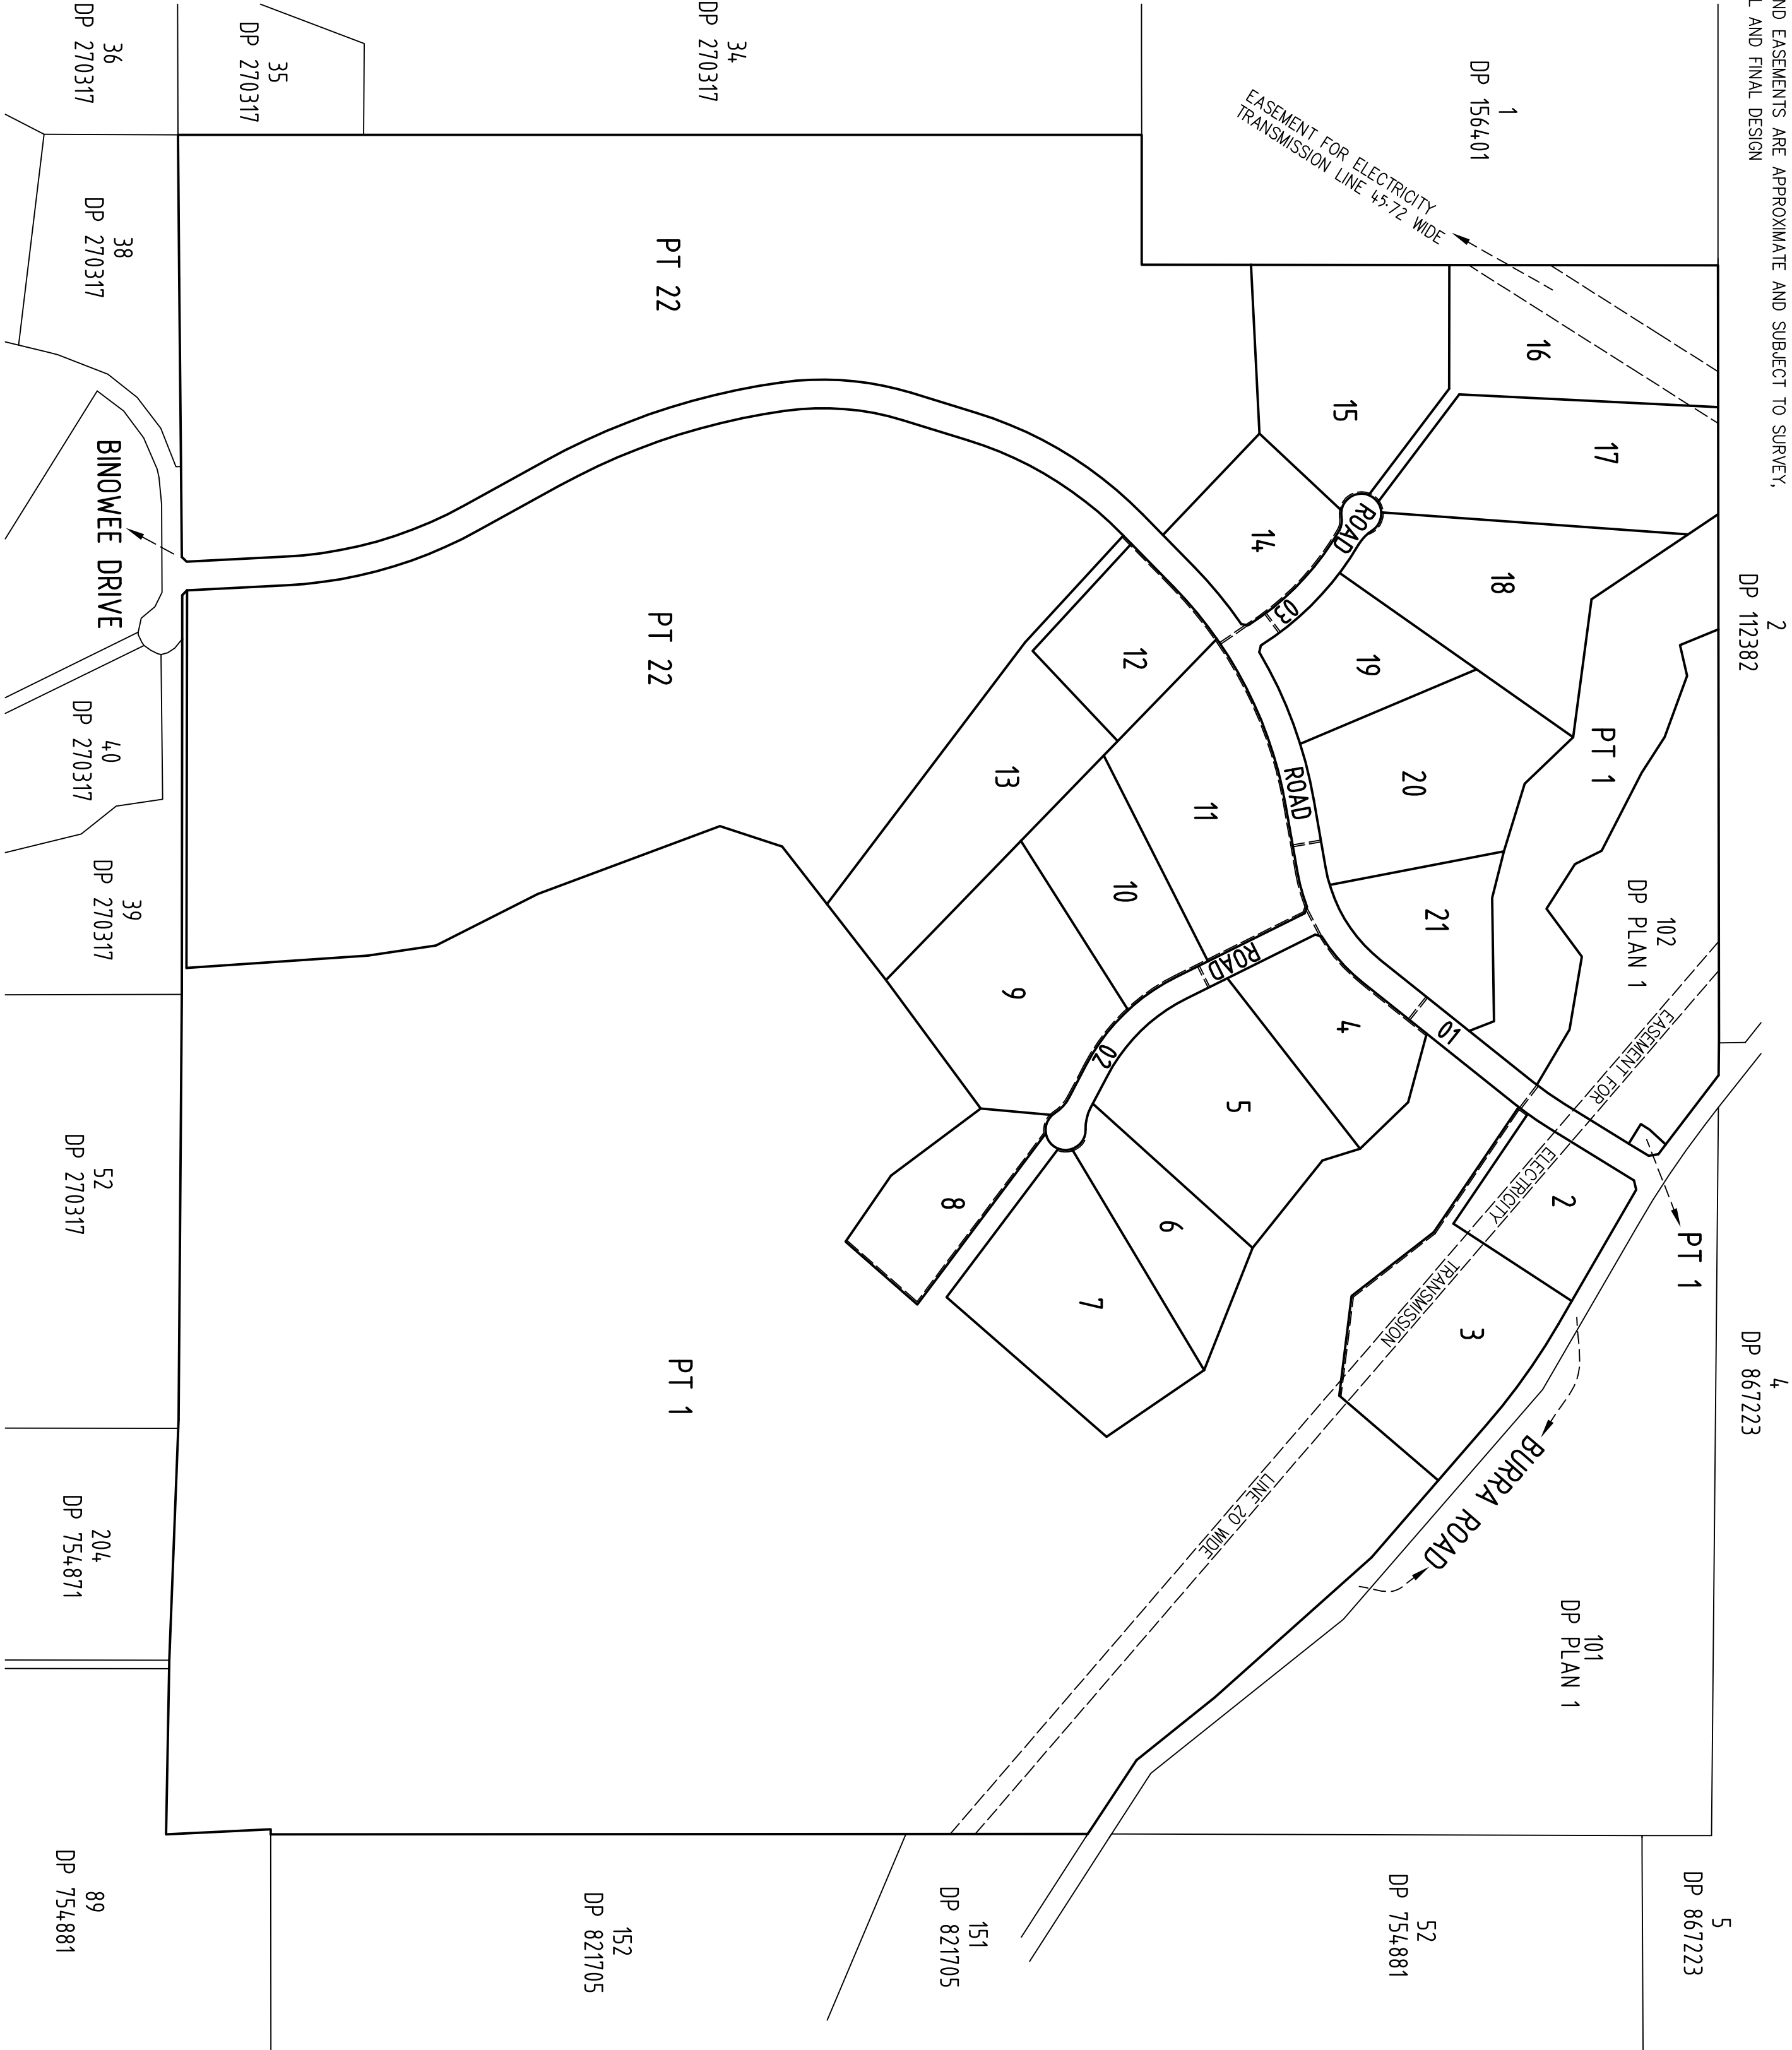 ND EASEMENTS ARE APPROXIMATE AND SUBJECT TO SURVEY,
L AND FINAL DESIGN
2
DP 112382
4
DP 867223
5
DP 867223
1
DP 156401
EASEMENT FOR ELECTRICITY
TRANSMISSION LINE 45.72 WIDE
16
17
18
PT 1
102
DP PLAN 1
EASEMENT FOR
ELECTRICITY
TRANSMISSION
LINE 20 WIDE
PT 1
101
DP PLAN 1
BURRA ROAD
52
DP 754881
15
ROAD
03
14
19
20
21
ROAD
01
2
3
12
11
13
10
ROAD
02
4
5
9
6
7
8
34
DP 270317
PT 22
PT 22
PT 1
151
DP 821705
152
DP 821705
35
DP 270317
36
DP 270317
38
DP 270317
BINOWEE DRIVE
40
DP 270317
39
DP 270317
52
DP 270317
204
DP 754871
89
DP 754881